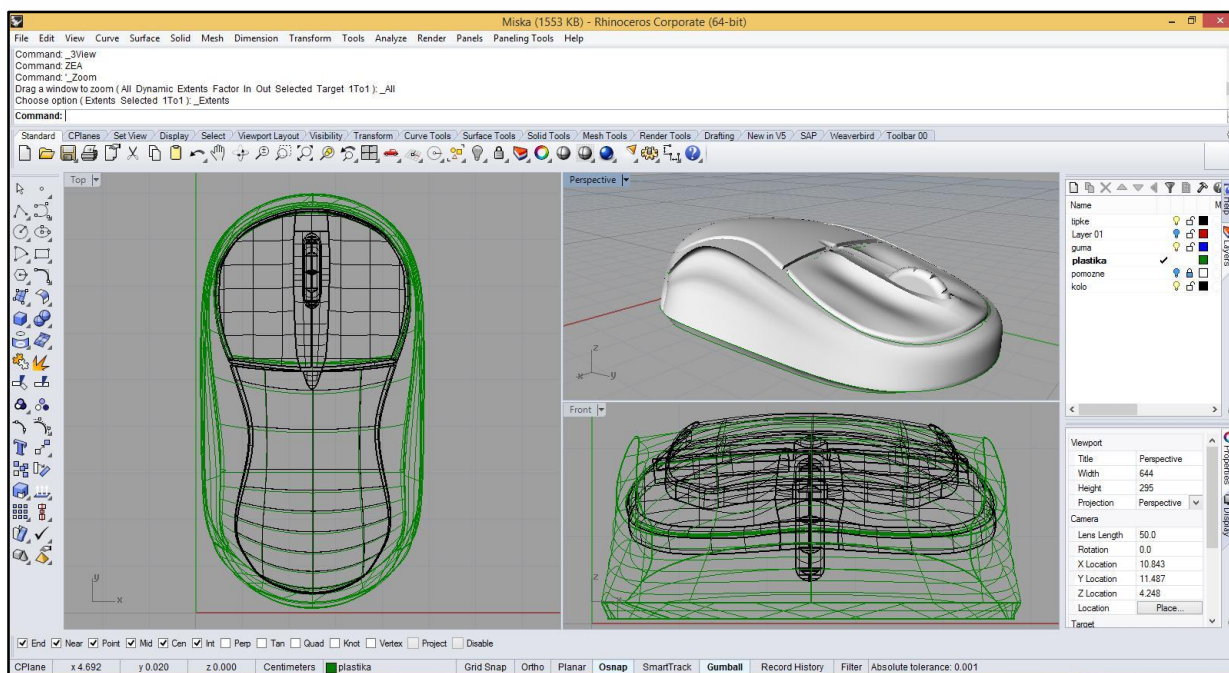 Miska (1553 KB) - Rhinoceros Corporate (64-bit)
File Edit View Curve Surface Solid Mesh Dimension Transform Tools Analyze Render Panels Paneling Tools Help
Command: _3View
Command: ZEA
Command: '_Zoom
Drag a window to zoom ( All Dynamic Extents Factor In Out Selected Target 1To1 ): _All
Choose option ( Extents Selected 1To1 ): _Extents
Command:
Standard CPlanes Set View Display Select Viewport Layout Visibility Transform Curve Tools Surface Tools Solid Tools Mesh Tools Render Tools Drafting New in V5 SAP Weaverbird Toolbar 00
Top
Perspective
Front
Name M
tipke
Layer 01
guma
plastika
pomozne
kolo
Help
Layers
Viewport
Title Perspective
Width 644
Height 295
Projection Perspective
Camera
Lens Length 50.0
Rotation 0.0
X Location 10.843
Y Location 11.487
Z Location 4.248
Location Place...
Target
Properties
Display
z
x y
y
x
z
End Near Point Mid Cen Int Perp Tan Quad Knot Vertex Project Disable
CPlane x 4.692 y 0.020 z 0.000 Centimeters plastika Grid Snap Ortho Planar Osnap SmartTrack Gumball Record History Filter Absolute tolerance: 0.001